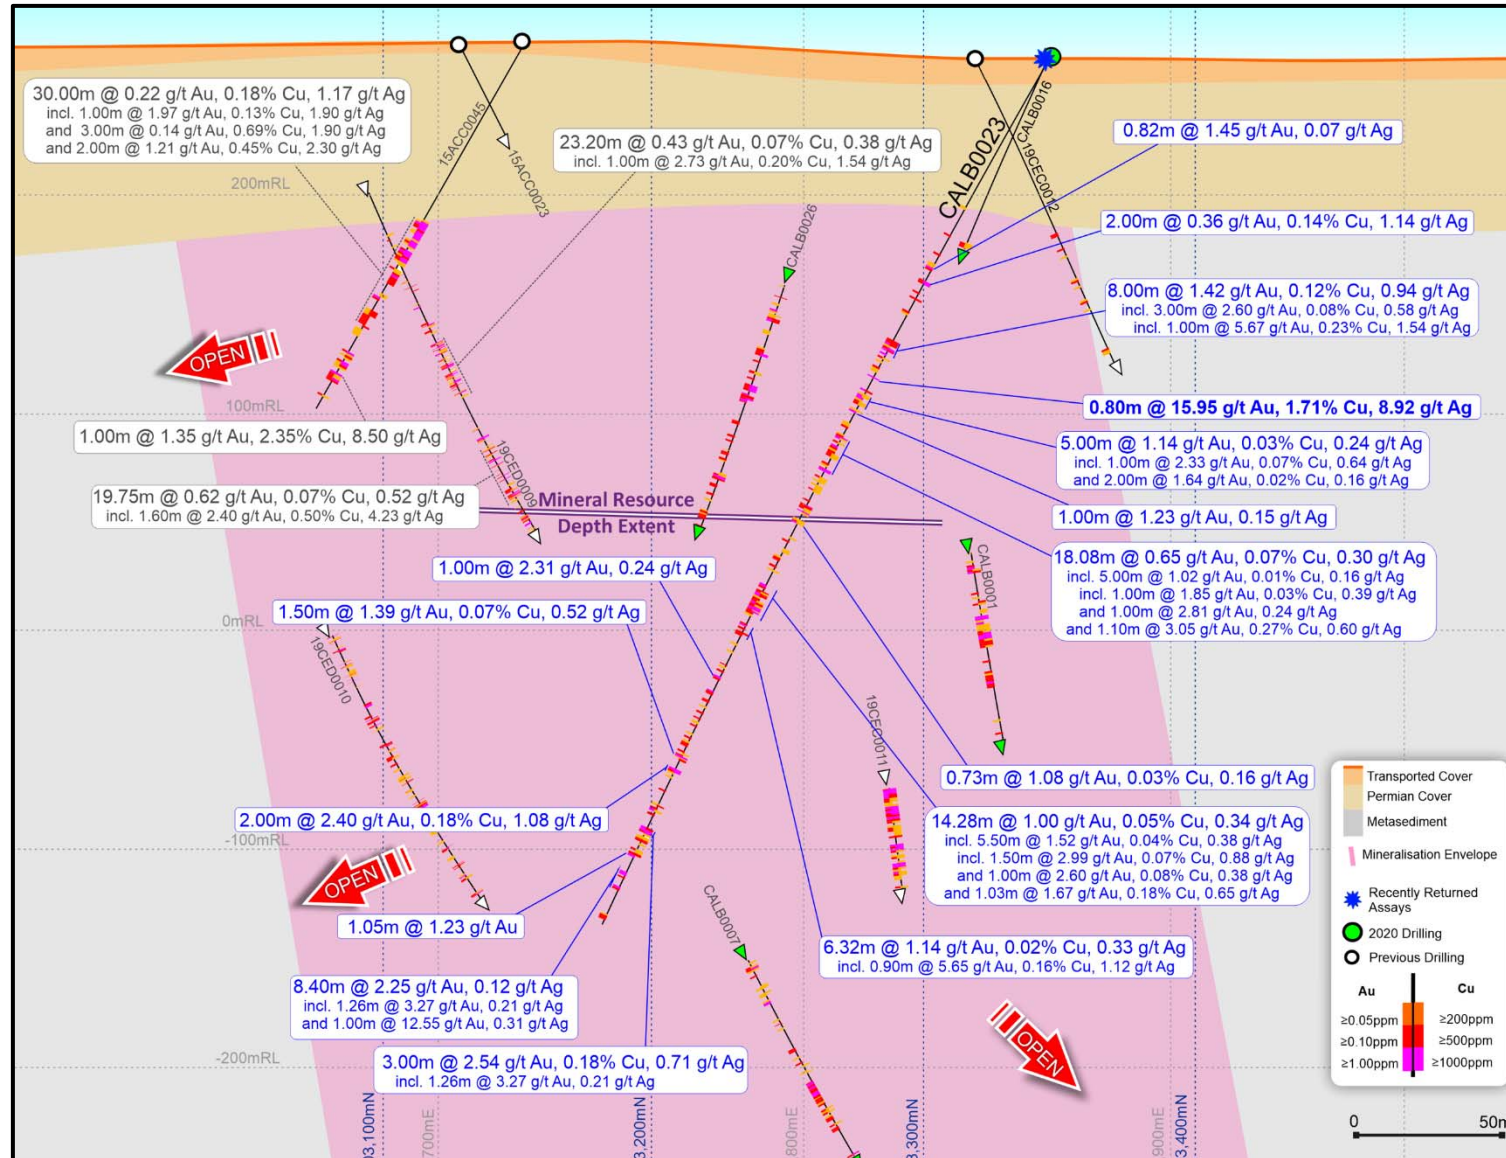 30.00m @ 0.22 g/t Au, 0.18% Cu, 1.17 g/t Ag
incl. 1.00m @ 1.97 g/t Au, 0.13% Cu, 1.90 g/t Ag
and 3.00m @ 0.14 g/t Au, 0.69% Cu, 1.90 g/t Ag
and 2.00m @ 1.21 g/t Au, 0.45% Cu, 2.30 g/t Ag
15ACC0045
15ACC0023
23.20m @ 0.43 g/t Au, 0.07% Cu, 0.38 g/t Ag
incl. 1.00m @ 2.73 g/t Au, 0.20% Cu, 1.54 g/t Ag
CALB0023
CALB0016
19CEC0012
0.82m @ 1.45 g/t Au, 0.07 g/t Ag
200mRL
CALB0026
2.00m @ 0.36 g/t Au, 0.14% Cu, 1.14 g/t Ag
8.00m @ 1.42 g/t Au, 0.12% Cu, 0.94 g/t Ag
incl. 3.00m @ 2.60 g/t Au, 0.08% Cu, 0.58 g/t Ag
incl. 1.00m @ 5.67 g/t Au, 0.23% Cu, 1.54 g/t Ag
OPEN
100mRL
0.80m @ 15.95 g/t Au, 1.71% Cu, 8.92 g/t Ag
1.00m @ 1.35 g/t Au, 2.35% Cu, 8.50 g/t Ag
5.00m @ 1.14 g/t Au, 0.03% Cu, 0.24 g/t Ag
incl. 1.00m @ 2.33 g/t Au, 0.07% Cu, 0.64 g/t Ag
and 2.00m @ 1.64 g/t Au, 0.02% Cu, 0.16 g/t Ag
19CED0009
19.75m @ 0.62 g/t Au, 0.07% Cu, 0.52 g/t Ag
incl. 1.60m @ 2.40 g/t Au, 0.50% Cu, 4.23 g/t Ag
Mineral Resource
Depth Extent
1.00m @ 1.23 g/t Au, 0.15 g/t Ag
18.08m @ 0.65 g/t Au, 0.07% Cu, 0.30 g/t Ag
incl. 5.00m @ 1.02 g/t Au, 0.01% Cu, 0.16 g/t Ag
incl. 1.00m @ 1.85 g/t Au, 0.03% Cu, 0.39 g/t Ag
and 1.00m @ 2.81 g/t Au, 0.24 g/t Ag
and 1.10m @ 3.05 g/t Au, 0.27% Cu, 0.60 g/t Ag
CALB0001
1.00m @ 2.31 g/t Au, 0.24 g/t Ag
1.50m @ 1.39 g/t Au, 0.07% Cu, 0.52 g/t Ag
0mRL
19CED0010
19CEC0011
0.73m @ 1.08 g/t Au, 0.03% Cu, 0.16 g/t Ag
2.00m @ 2.40 g/t Au, 0.18% Cu, 1.08 g/t Ag
14.28m @ 1.00 g/t Au, 0.05% Cu, 0.34 g/t Ag
incl. 5.50m @ 1.52 g/t Au, 0.04% Cu, 0.38 g/t Ag
incl. 1.50m @ 2.99 g/t Au, 0.07% Cu, 0.88 g/t Ag
and 1.00m @ 2.60 g/t Au, 0.08% Cu, 0.38 g/t Ag
and 1.03m @ 1.67 g/t Au, 0.18% Cu, 0.65 g/t Ag
-100mRL
OPEN
1.05m @ 1.23 g/t Au
CALB0007
6.32m @ 1.14 g/t Au, 0.02% Cu, 0.33 g/t Ag
incl. 0.90m @ 5.65 g/t Au, 0.16% Cu, 1.12 g/t Ag
8.40m @ 2.25 g/t Au, 0.12 g/t Ag
incl. 1.26m @ 3.27 g/t Au, 0.21 g/t Ag
and 1.00m @ 12.55 g/t Au, 0.31 g/t Ag
OPEN
-200mRL
3.00m @ 2.54 g/t Au, 0.18% Cu, 0.71 g/t Ag
incl. 1.26m @ 3.27 g/t Au, 0.21 g/t Ag
Transported Cover
Permian Cover
Metasediment
Mineralisation Envelope
Recently Returned
Assays
2020 Drilling
Previous Drilling
Au Cu
≥0.05ppm ≥200ppm
≥0.10ppm ≥500ppm
≥1.00ppm ≥1000ppm
0 50m
3,100mN
700mE
3,200mN
800mE
3,300mN
900mE
3,400mN